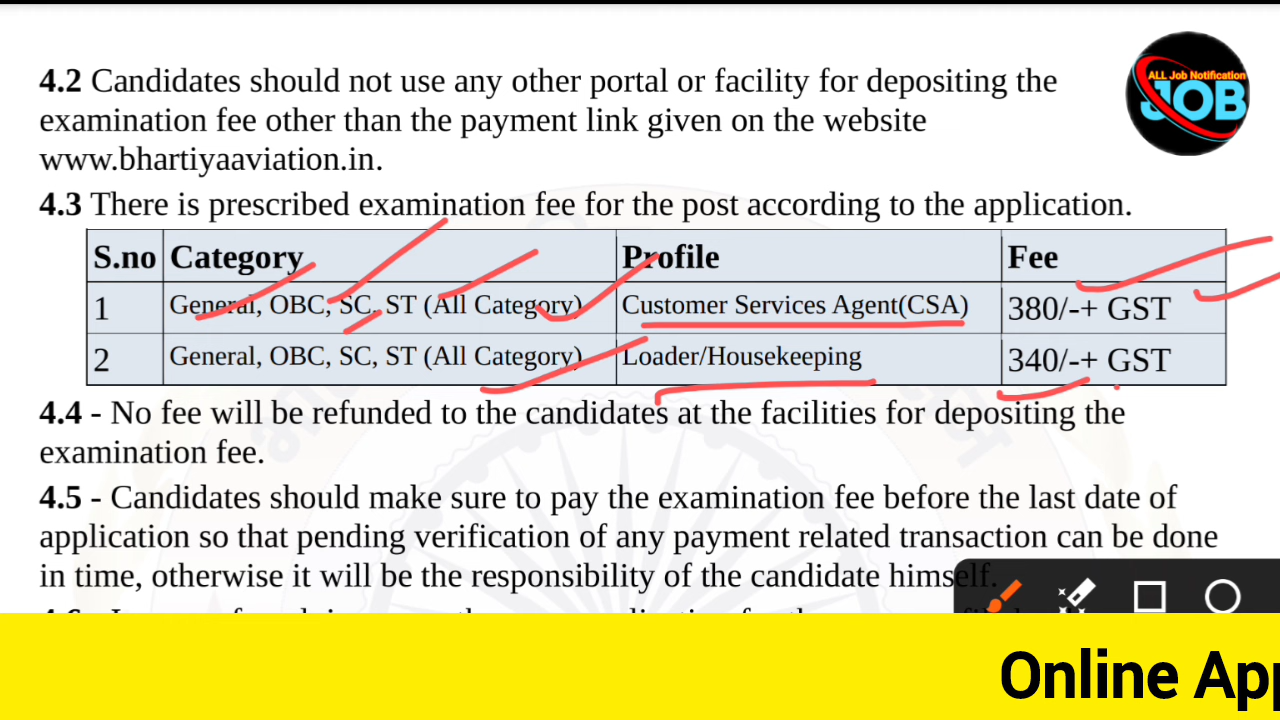 ALL Job Notification
JOB
4.2 Candidates should not use any other portal or facility for depositing the
examination fee other than the payment link given on the website
www.bhartiyaaviation.in.
4.3 There is prescribed examination fee for the post according to the application.
S.no Category Profile Fee
1 General, OBC, SC, ST (All Category) Customer Services Agent(CSA) 380/-+ GST
2 General, OBC, SC, ST (All Category) Loader/Housekeeping 340/-+ GST
4.4 - No fee will be refunded to the candidates at the facilities for depositing the
examination fee.
4.5 - Candidates should make sure to pay the examination fee before the last date of
application so that pending verification of any payment related transaction can be done
in time, otherwise it will be the responsibility of the candidate himself.
Online App